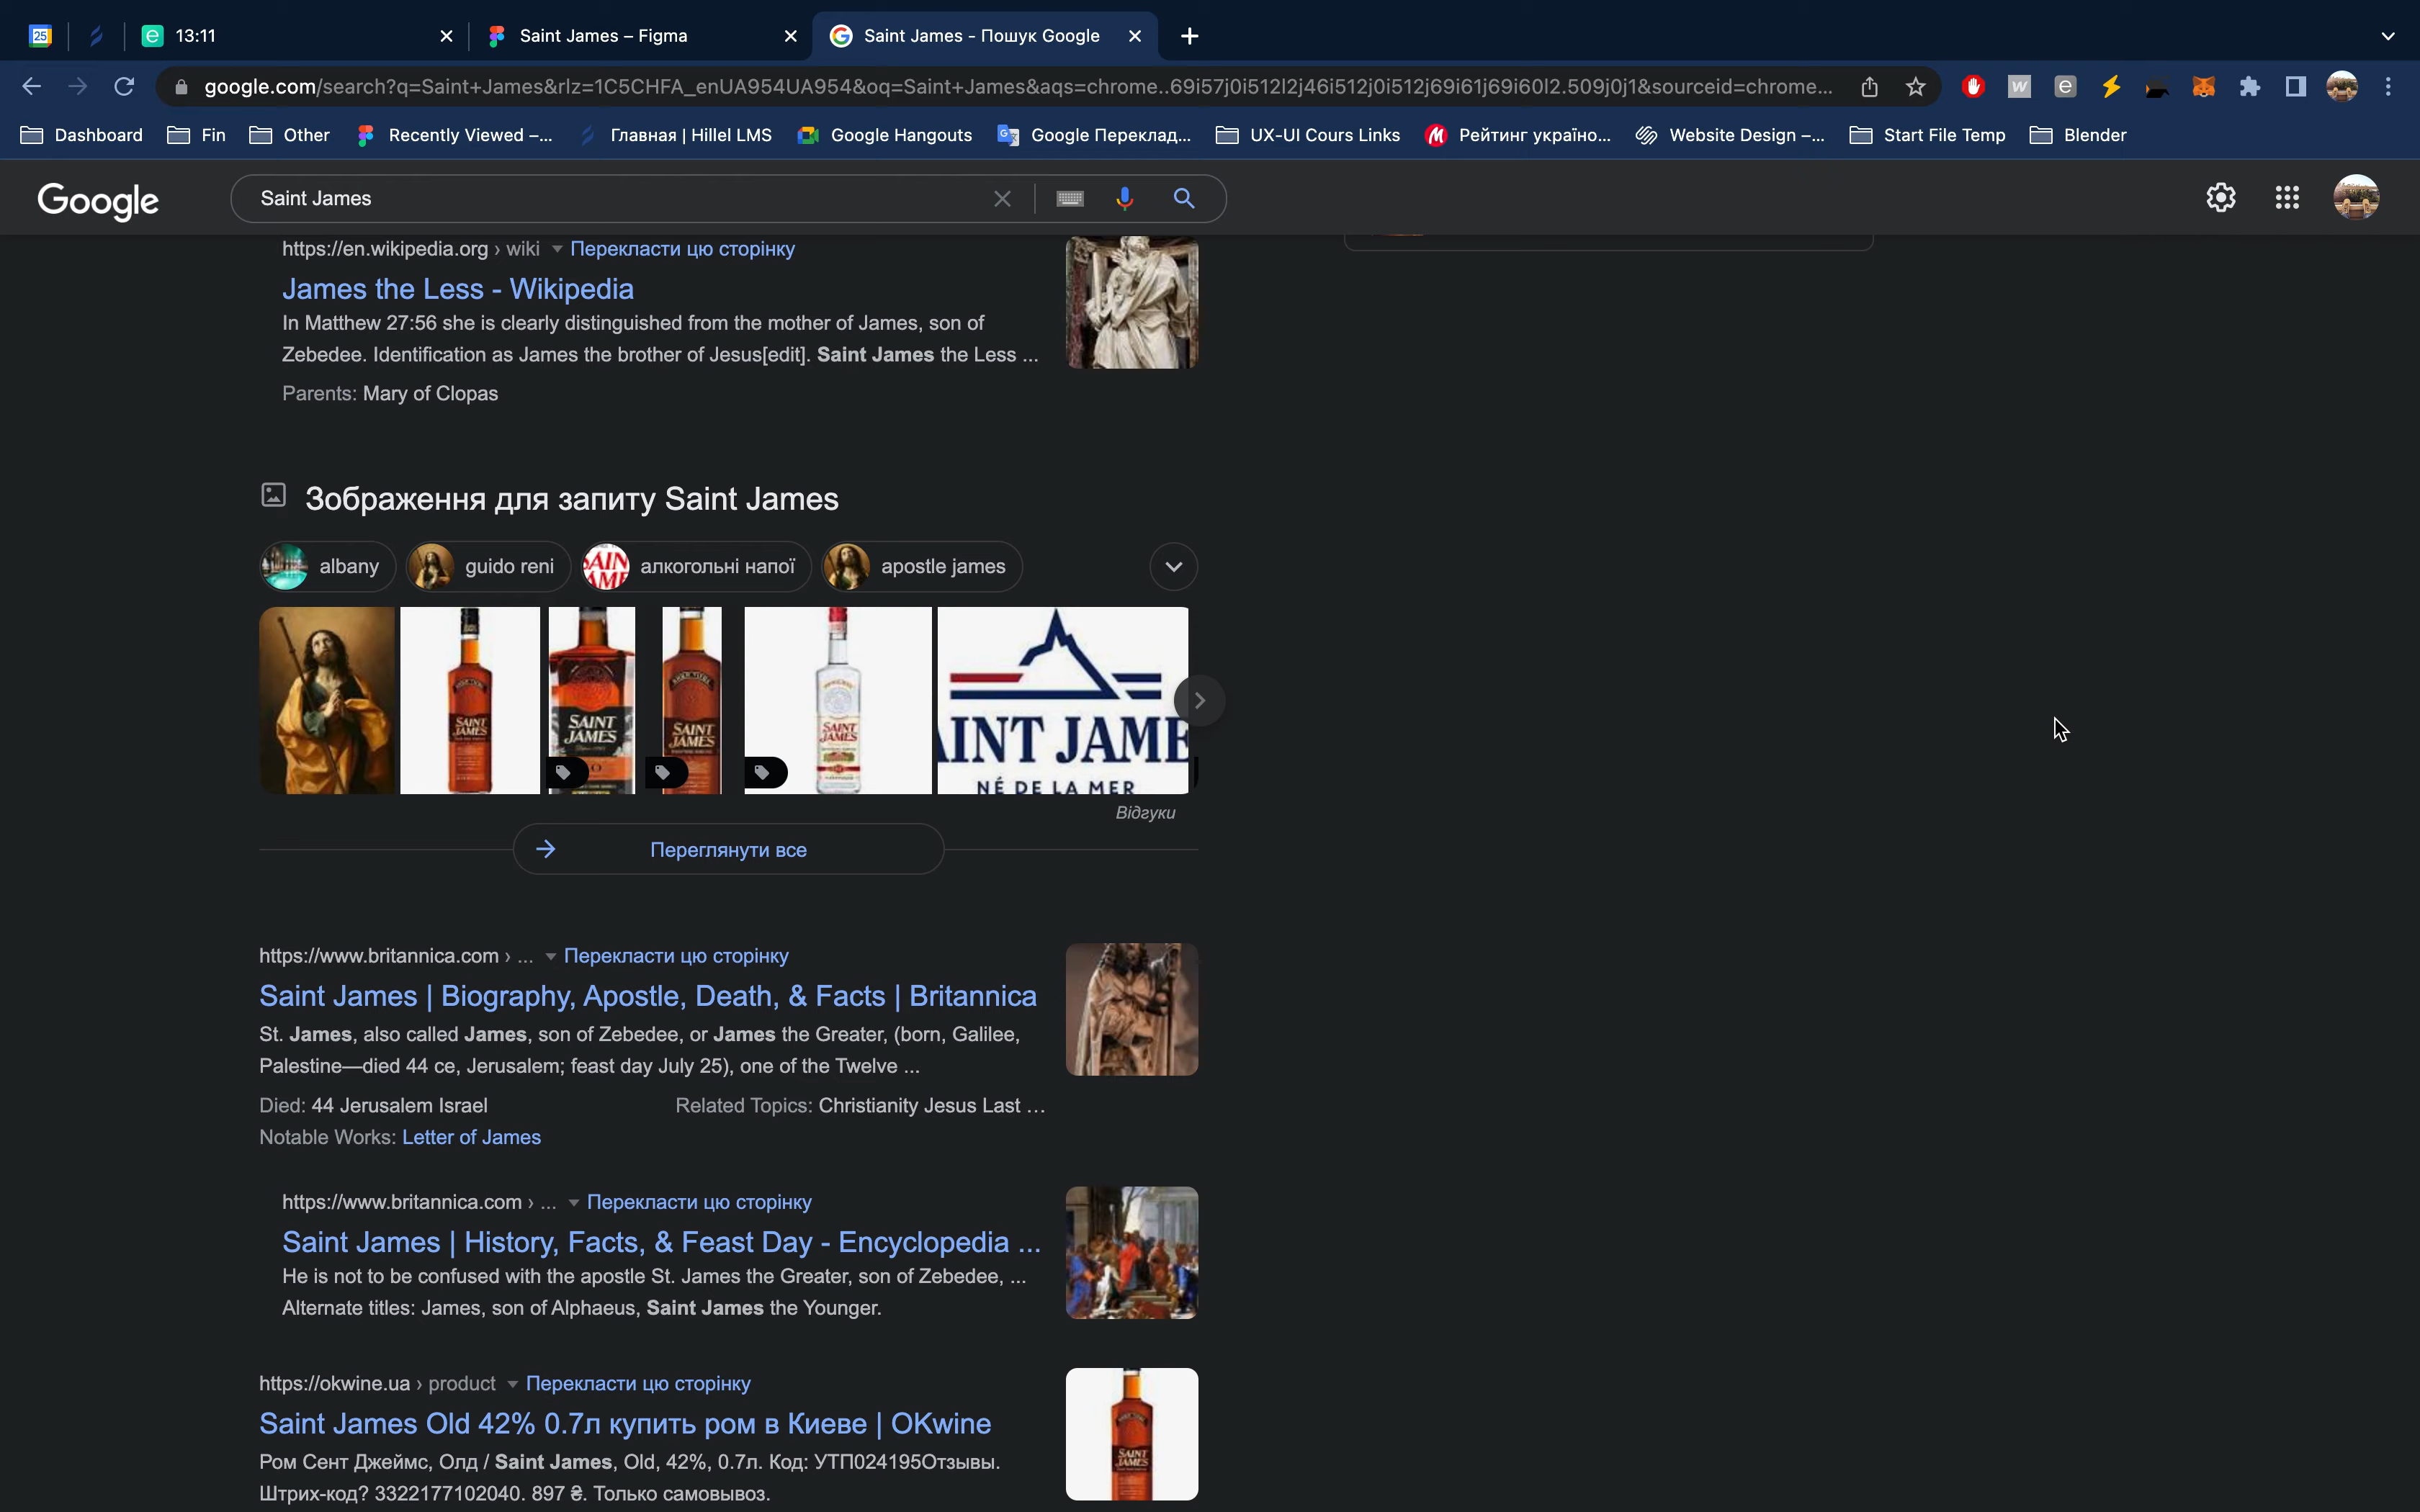 25 13:11 Saint James – Figma Saint James - Пошук Google
google.com/search?q=Saint+James&rlz=1C5CHFA_enUA954UA954&oq=Saint+James&aqs=chrome..69i57j0i512l2j46i512j0i512j69i61j69i60l2.509j0j1&sourceid=chrome...
Dashboard Fin Other Recently Viewed –... Главная | Hillel LMS Google Hangouts Google Переклад... UX-UI Cours Links Рейтинг україно... Website Design –... Start File Temp Blender
Google Saint James
https://en.wikipedia.org › wiki Перекласти цю сторінку
James the Less - Wikipedia
In Matthew 27:56 she is clearly distinguished from the mother of James, son of
Zebedee. Identification as James the brother of Jesus[edit]. Saint James the Less ...
Parents: Mary of Clopas
Зображення для запиту Saint James
albany guido reni алкогольні напої apostle james
SAINT JAMES
SAINT JAMES
SAINT JAMES
SAINT JAMES
AINT JAME
NÉ DE LA MER
Відгуки
Переглянути все
https://www.britannica.com › ... Перекласти цю сторінку
Saint James | Biography, Apostle, Death, & Facts | Britannica
St. James, also called James, son of Zebedee, or James the Greater, (born, Galilee,
Palestine—died 44 ce, Jerusalem; feast day July 25), one of the Twelve ...
Died: 44 Jerusalem Israel Related Topics: Christianity Jesus Last ...
Notable Works: Letter of James
https://www.britannica.com › ... Перекласти цю сторінку
Saint James | History, Facts, & Feast Day - Encyclopedia ...
He is not to be confused with the apostle St. James the Greater, son of Zebedee, ...
Alternate titles: James, son of Alphaeus, Saint James the Younger.
https://okwine.ua › product Перекласти цю сторінку
Saint James Old 42% 0.7л купить ром в Киеве | OKwine
Ром Сент Джеймс, Олд / Saint James, Old, 42%, 0.7л. Код: УТП024195Отзывы.
Штрих-код? 3322177102040. 897 ₴. Только самовывоз.
SAINT JAMES